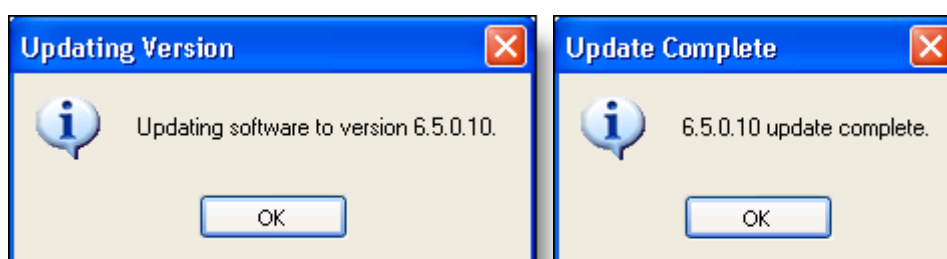 Updating Version
Updating software to version 6.5.0.10.
OK
Update Complete
6.5.0.10 update complete.
OK